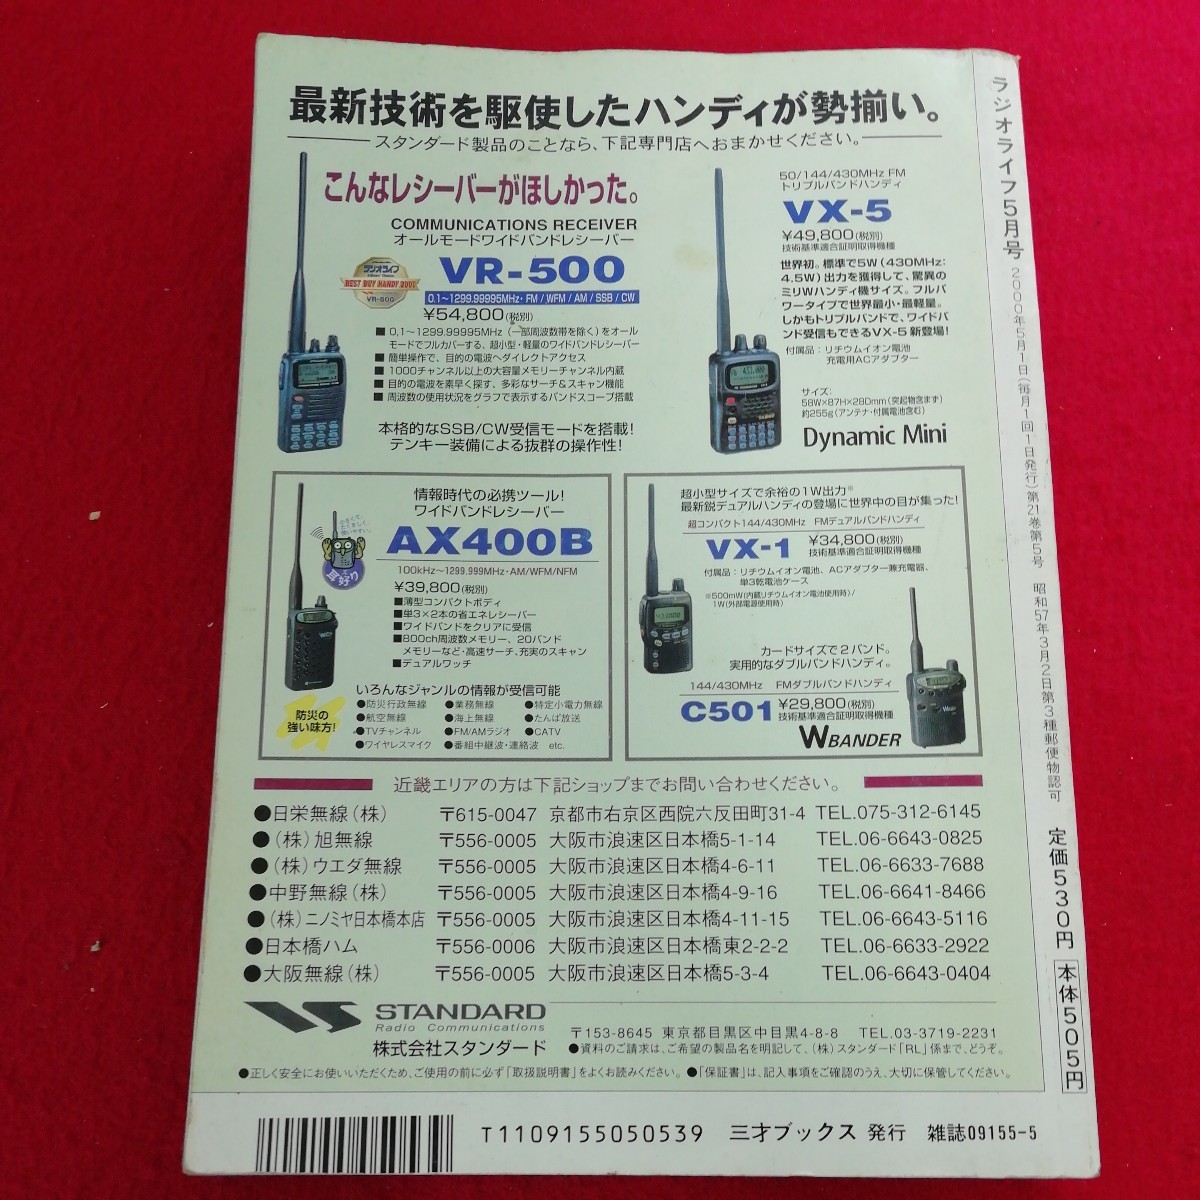 最新技術を駆使したハンディが勢揃い。
スタンダード製品のことなら、下記専門店へおまかせください。
こんなレシーバーがほしかった。
COMMUNICATIONS RECEIVER
オールモードワイドバンドレシーバー
ラジオライフ
BEST BUY HANDY 2000
VR-500
VR-500
0.1〜1299.99995MHz・FM/WFM/AM/SSB/CW
¥54,800(税別)
■0.1〜1299.99995MHz(一部周波数帯を除く)をオール
モードでフルカバーする、超小型・軽量のワイドバンドレシーバー
■簡単操作で、目的の電波へダイレクトアクセス
■1000チャンネル以上の大容量メモリーチャンネル内蔵
■目的の電波を素早く探す、多彩なサーチ&スキャン機能
■周波数の使用状況をグラフで表示するバンドスコープ搭載
本格的なSSB/CW受信モードを搭載!
テンキー装備による抜群の操作性!
50/144/430MHz FM
トリプルバンドハンディ
VX-5
¥49,800(税別)
技術基準適合証明取得機種
世界初。標準で5W(430MHz:
4.5W)出力を獲得して、驚異の
ミリWハンディ機サイズ。フルパ
ワータイプで世界最小・最軽量。
しかもトリプルバンドで、ワイドバ
ンド受信もできるVX-5新登場!
付属品:リチウムイオン電池
充電用ACアダプター
サイズ:
58W×87H×28Dmm(突起物含まず)
約255g(アンテナ・付属電池含む)
Dynamic Mini
情報時代の必携ツール!
ワイドバンドレシーバー
耳好り
AX400B
100kHz〜1299.999MHz・AM/WFM/NFM
¥39,800(税別)
■薄型コンパクトボディ
■単3×2本の省エネレシーバー
■ワイドバンドをクリアに受信
■800ch周波数メモリー、20バンド
メモリーなど・高速サーチ、充実のスキャン
■デュアルワッチ
防災の
強い味方!
いろんなジャンルの情報が受信可能
●防災行政無線 ●業務無線 ●特定小電力無線
●航空無線 ●海上無線 ●たんぱ放送
●TVチャンネル ●FM/AMラジオ ●CATV
●ワイヤレスマイク ●番組中継波・連絡波 etc.
超小型サイズで余裕の1W出力※
最新鋭デュアルハンディの登場に世界中の目が集った!
超コンパクト144/430MHz FMデュアルバンドハンディ
VX-1 ¥34,800(税別)
技術基準適合証明取得機種
付属品:リチウムイオン電池、ACアダプター兼充電器、
単3乾電池ケース
※500mW(内蔵リチウムイオン電池使用時)/
1W(外部電源使用時)
カードサイズで2バンド。
実用的なダブルバンドハンディ。
144/430MHz FMダブルバンドハンディ
C501 ¥29,800(税別)
技術基準適合証明取得機種
WBANDER
近畿エリアの方は下記ショップまでお問い合わせください。
●日栄無線(株) 〒615-0047 京都市右京区西院六反田町31-4 TEL.075-312-6145
●(株)旭無線 〒556-0005 大阪市浪速区日本橋5-1-14 TEL.06-6643-0825
●(株)ウエダ無線 〒556-0005 大阪市浪速区日本橋4-6-11 TEL.06-6633-7688
●中野無線(株) 〒556-0005 大阪市浪速区日本橋4-9-16 TEL.06-6641-8466
●(株)ニノミヤ日本橋本店 〒556-0005 大阪市浪速区日本橋4-11-15 TEL.06-6643-5116
●日本橋ハム 〒556-0006 大阪市浪速区日本橋東2-2-2 TEL.06-6633-2922
●大阪無線(株) 〒556-0005 大阪市浪速区日本橋5-3-4 TEL.06-6643-0404
STANDARD
Radio Communications
株式会社スタンダード
〒153-8645 東京都目黒区中目黒4-8-8 TEL.03-3719-2231
●資料のご請求は、ご希望の製品名を明記して、(株)スタンダード「RL」係まで、どうぞ。
●正しく安全にお使いいただくため、ご使用の前に必ず「取扱説明書」をよくお読みください。 ●「保証書」は、記入事項をご確認のうえ、大切に保管してください。
T1109155050539 三才ブックス 発行 雑誌09155-5
ラジオライフ5月号 2000年5月1日(毎月1回1日発行)第21巻第5号 昭和57年3月2日第3種郵便物認可 定価530円 本体505円